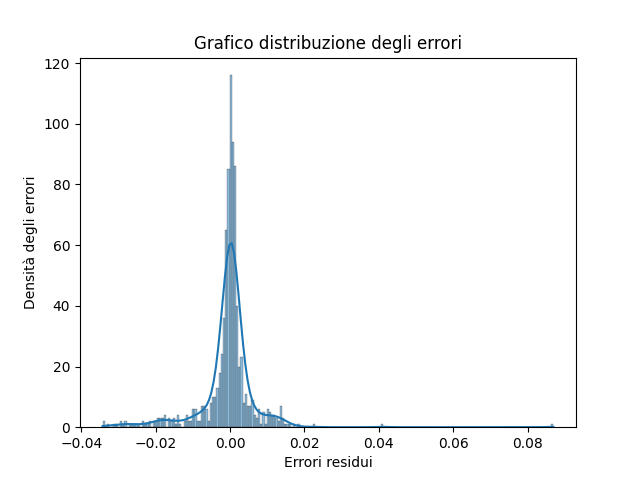 Grafico distribuzione degli errori
120
100
80
60
40
20
0
Densità degli errori
−0.04 −0.02 0.00 0.02 0.04 0.06 0.08
Errori residui